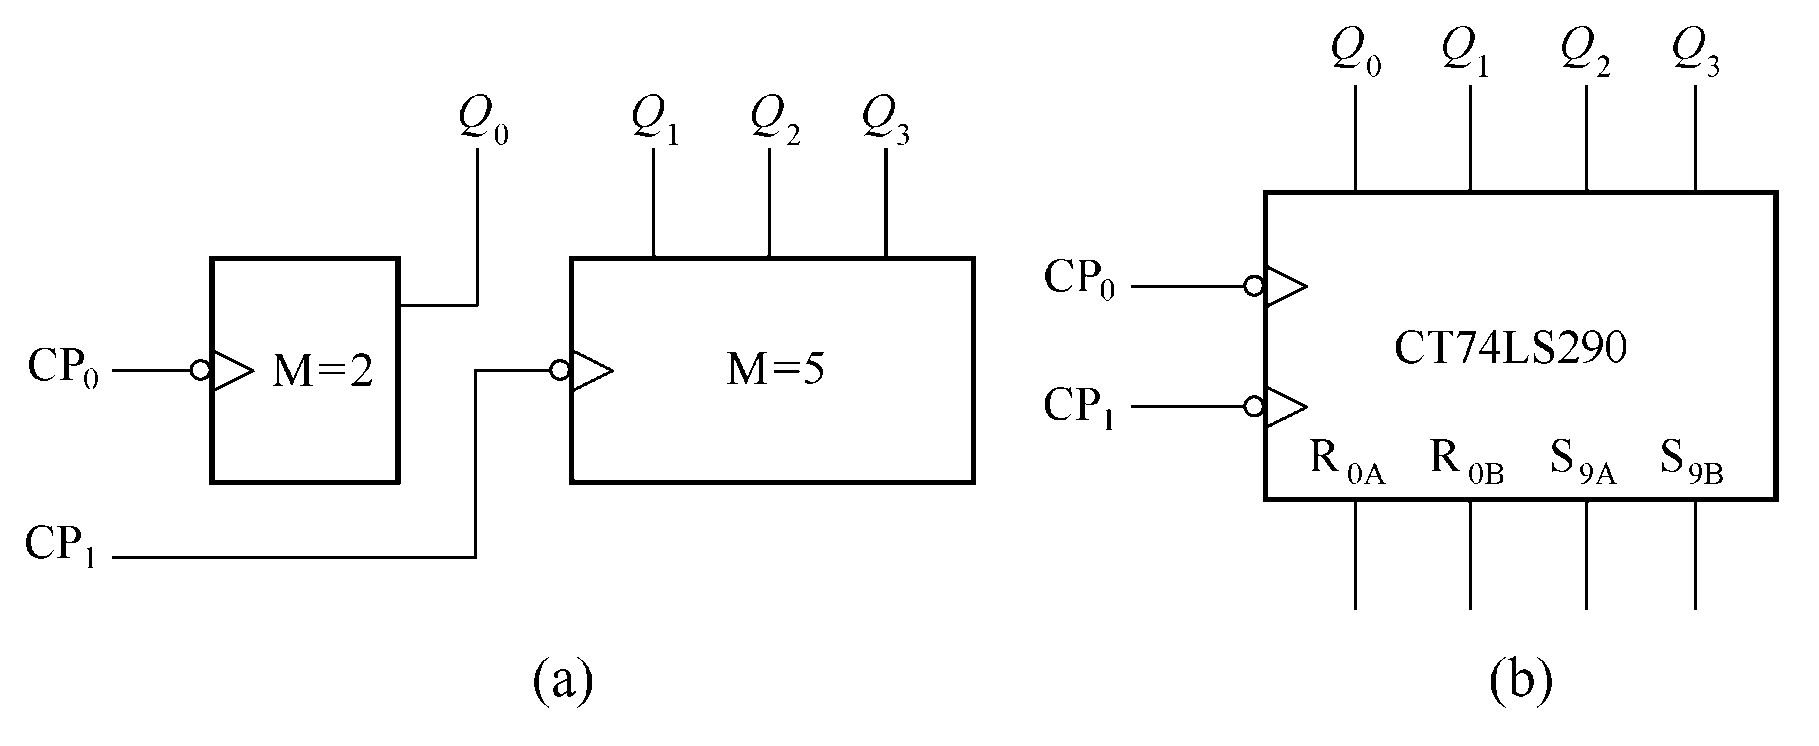 Q0 Q1 Q2 Q3
CP0 M=2 M=5
CP1
(a)
Q0 Q1 Q2 Q3
CP0
CT74LS290
CP1
R0A R0B S9A S9B
(b)